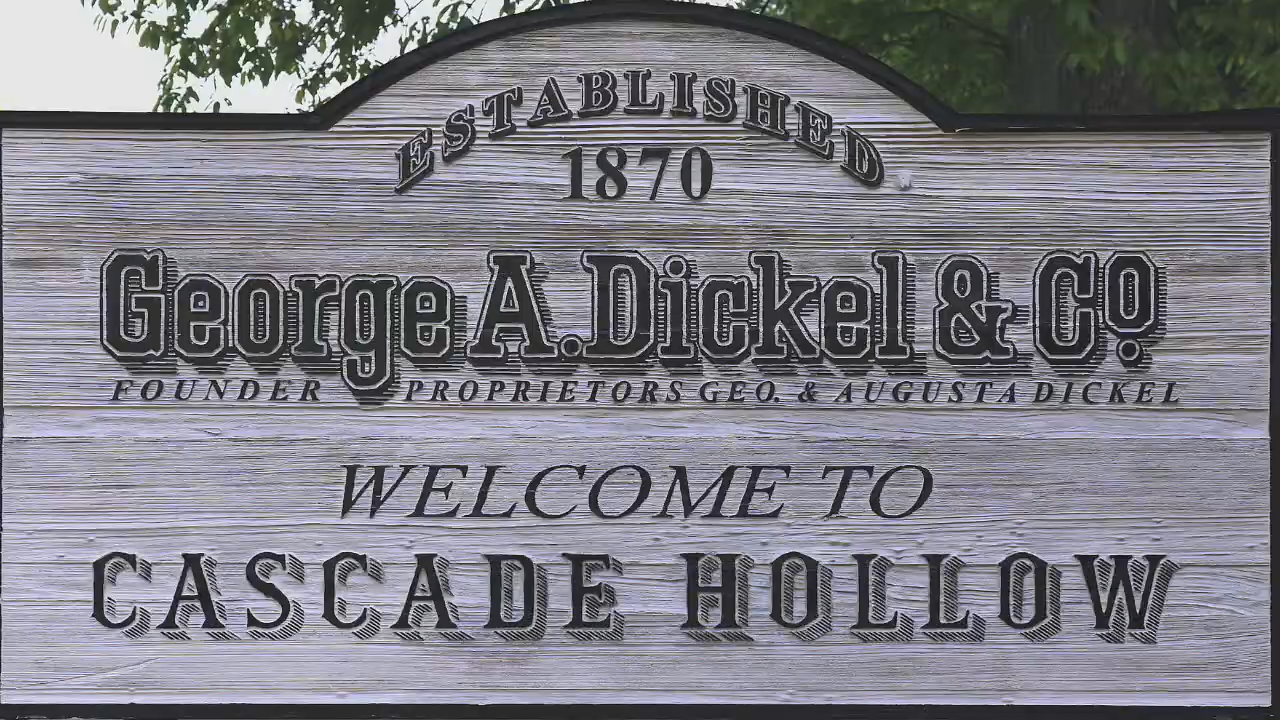 ESTABLISHED
1870
George A. Dickel & Co.
FOUNDER PROPRIETORS GEO. & AUGUSTA DICKEL
WELCOME TO
CASCADE HOLLOW